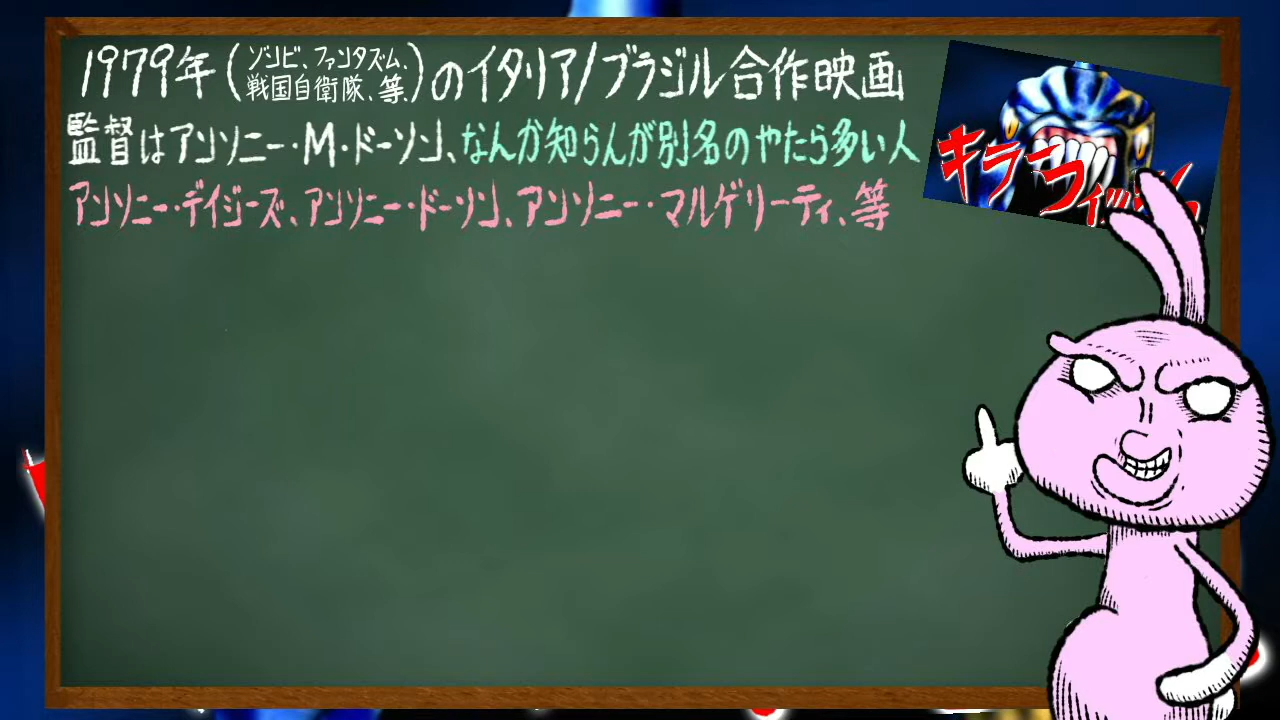 1979年(ゾンビ、ファンタズム、戦国自衛隊、等)のイタリア/ブラジル合作映画
監督はアンソニー・M・ドーソン、なんか知らんが別名のやたら多い人
アンソニー・デイジーズ、アンソニー・ドーソン、アンソニー・マルゲリーティ、等
キラーフィッシュ